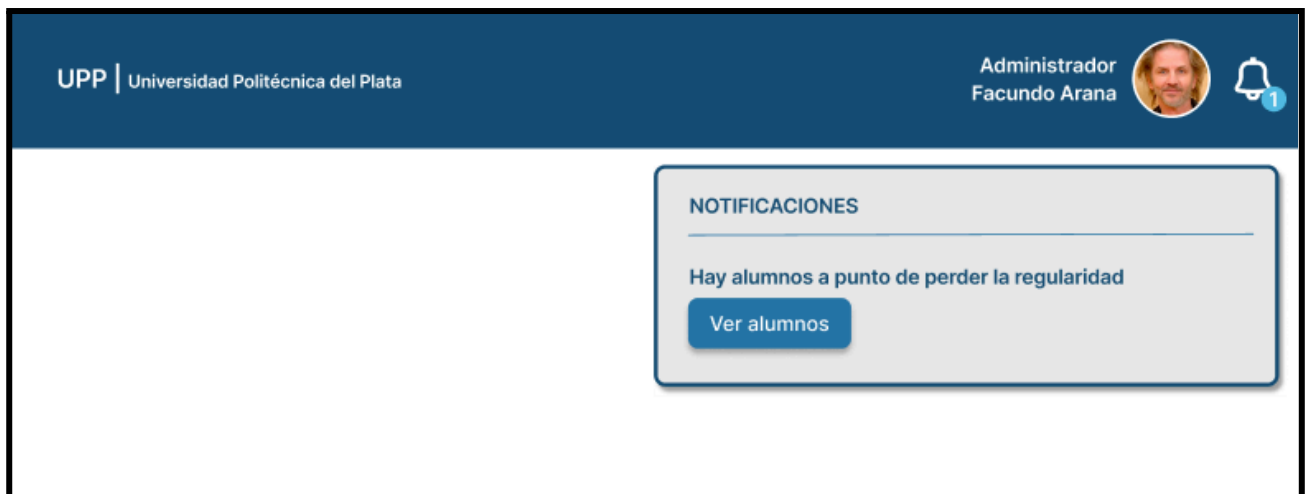 UPP | Universidad Politécnica del Plata
Administrador
Facundo Arana
1
NOTIFICACIONES
Hay alumnos a punto de perder la regularidad
Ver alumnos